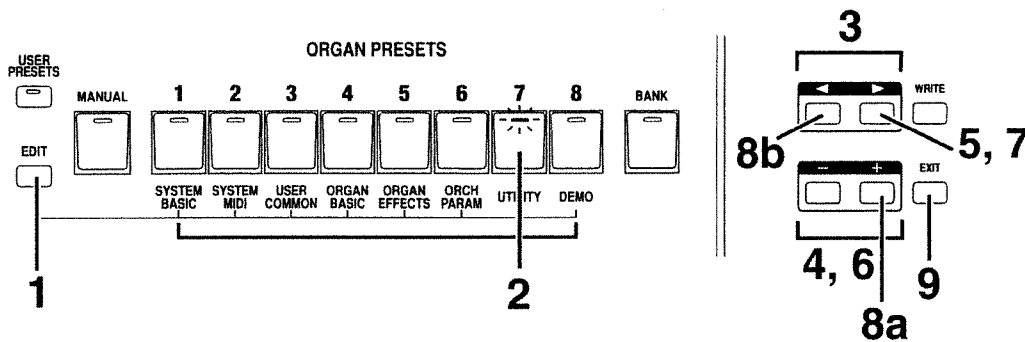 ORGAN PRESETS
USER
PRESETS
MANUAL
1 2 3 4 5 6 7 8
BANK
EDIT
SYSTEM BASIC
SYSTEM MIDI
USER COMMON
ORGAN BASIC
ORGAN EFFECTS
ORCH PARAM
UTILITY
DEMO
1
2
3
◀ ▶
WRITE
8b
5, 7
− +
EXIT
4, 6
9
8a